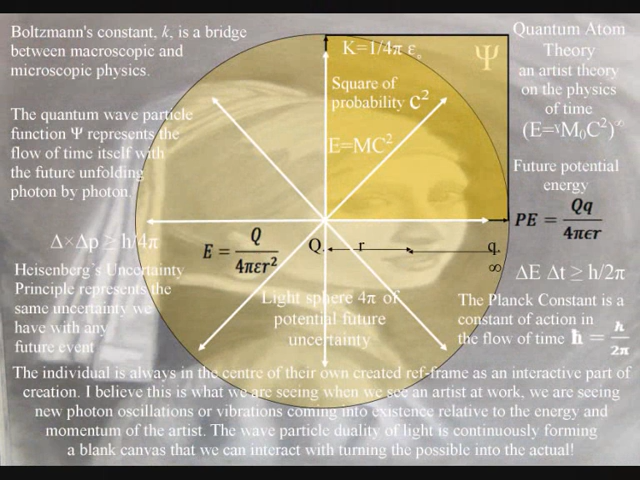 Boltzmann's constant, k, is a bridge
between macroscopic and
microscopic physics.
The quantum wave particle
function Ψ represents the
flow of time itself with
the future unfolding
photon by photon.
Δ×Δp ≥ h/4π
Heisenberg's Uncertainty
Principle represents the
same uncertainty we
have with any
future event
K=1/4π ε。
Ψ
Square of
probability c²
E=MC²
E = Q / 4πεr²
Q. r q.
∞
Light sphere 4π of
potential future
uncertainty
Quantum Atom
Theory
an artist theory
on the physics
of time
(E=ˠM₀C²)^∞
Future potential
energy
PE = Qq / 4πϵr
ΔE Δt ≥ h/2π
The Planck Constant is a
constant of action in
the flow of time ħ = h / 2π
The individual is always in the centre of their own created ref-frame as an interactive part of
creation. I believe this is what we are seeing when we see an artist at work, we are seeing
new photon oscillations or vibrations coming into existence relative to the energy and
momentum of the artist. The wave particle duality of light is continuously forming
a blank canvas that we can interact with turning the possible into the actual!